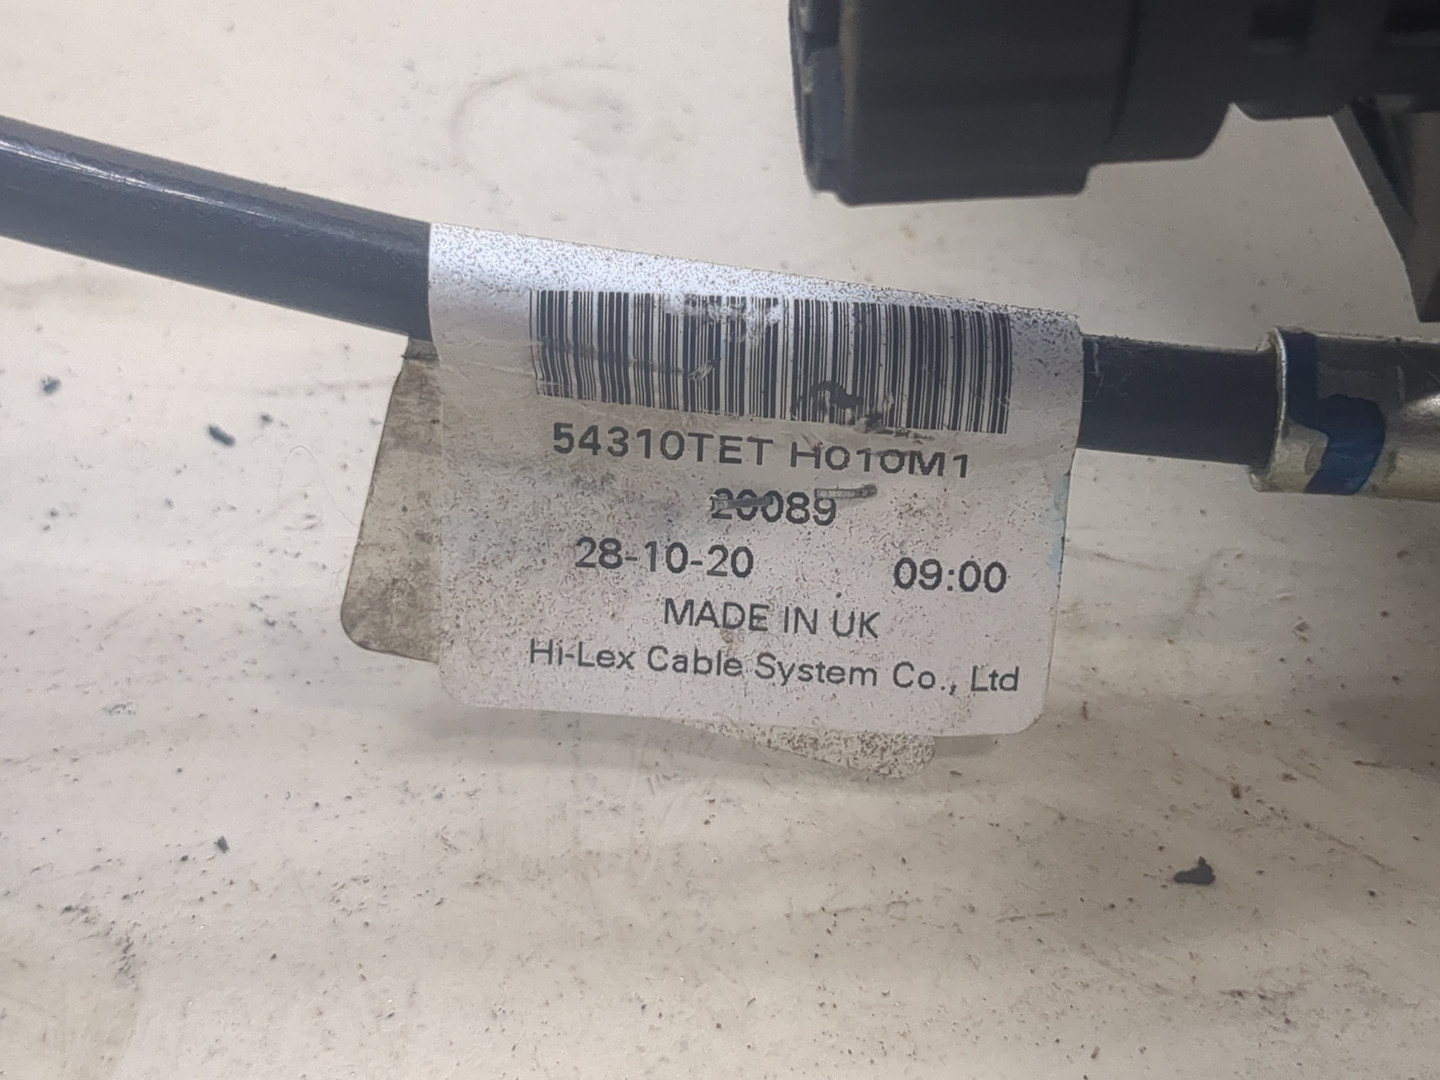 54310TET H010M1
20089
28-10-20 09:00
MADE IN UK
Hi-Lex Cable System Co., Ltd